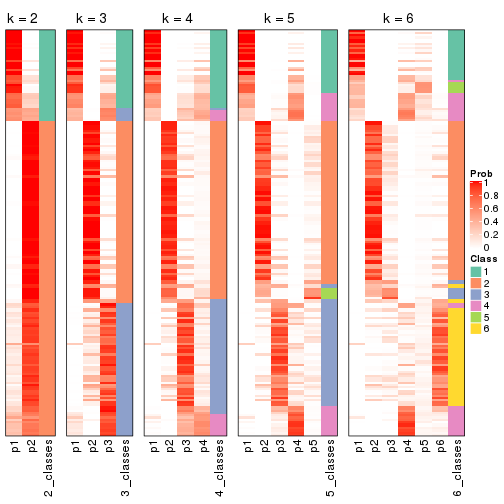 k = 2
k = 3
k = 4
k = 5
k = 6
Prob
1
0.8
0.6
0.4
0.2
0
Class
1
2
3
4
5
6
p1
p2
2_classes
p1
p2
p3
3_classes
p1
p2
p3
p4
4_classes
p1
p2
p3
p4
p5
5_classes
p1
p2
p3
p4
p5
p6
6_classes